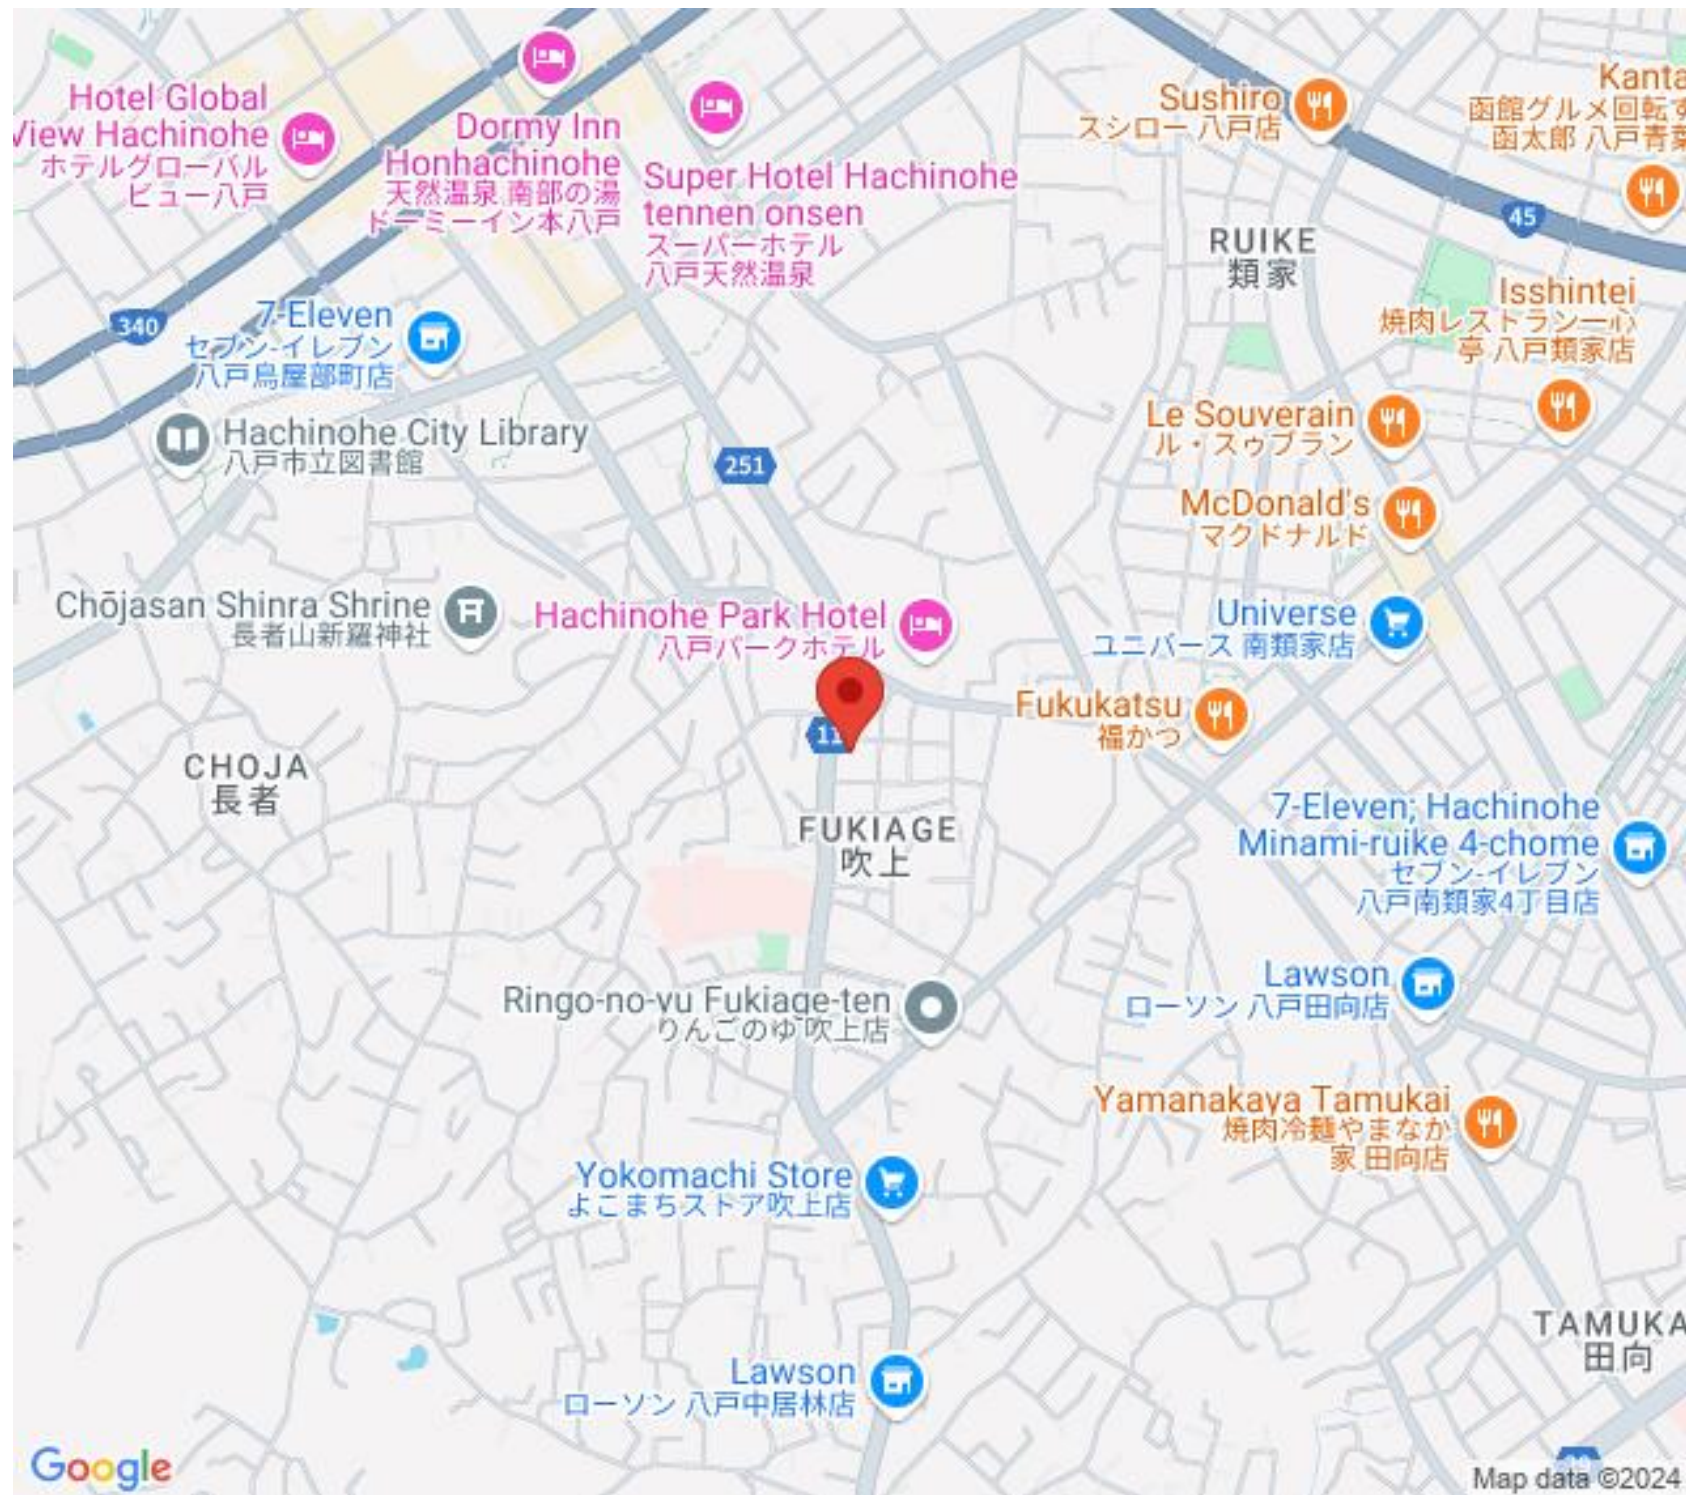 Hotel Global
View Hachinohe
ホテルグローバル
ビュー八戸
Dormy Inn
Honhachinohe
天然温泉 南部の湯
ドーミーイン本八戸
Super Hotel Hachinohe
tennen onsen
スーパーホテル
八戸天然温泉
Sushiro
スシロー 八戸店
Kanta
函館グルメ回転す
函太郎 八戸青葉
45
RUIKE
類家
340
7-Eleven
セブン-イレブン
八戸鳥屋部町店
Isshintei
焼肉レストラン一心
亭 八戸類家店
Hachinohe City Library
八戸市立図書館
251
Le Souverain
ル・スゥブラン
McDonald's
マクドナルド
Chōjasan Shinra Shrine
長者山新羅神社
Hachinohe Park Hotel
八戸パークホテル
Universe
ユニバース 南類家店
Fukukatsu
福かつ
11
CHOJA
長者
FUKIAGE
吹上
7-Eleven; Hachinohe
Minami-ruike 4-chome
セブン-イレブン
八戸南類家4丁目店
Ringo-no-yu Fukiage-ten
りんごのゆ 吹上店
Lawson
ローソン 八戸田向店
Yamanakaya Tamukai
焼肉冷麺やまなか
家 田向店
Yokomachi Store
よこまちストア吹上店
TAMUKA
田向
Lawson
ローソン 八戸中居林店
Google
Map data ©2024